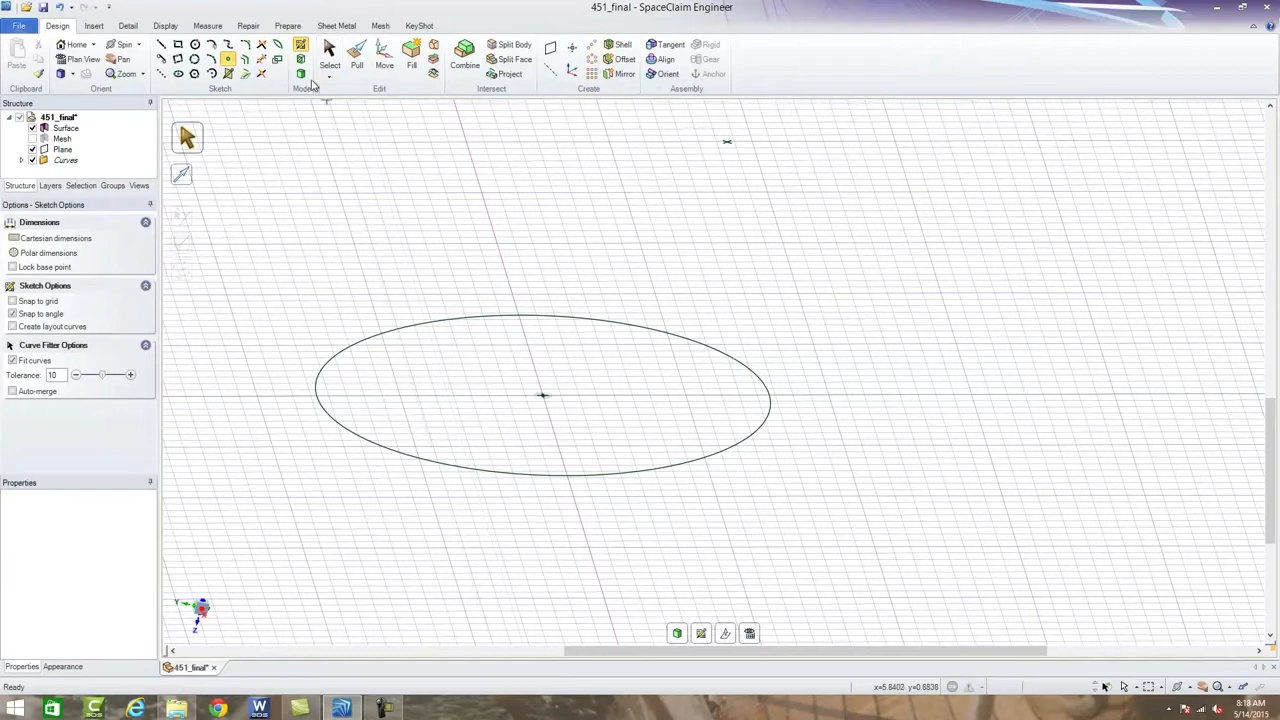 451_final - SpaceClaim Engineer
File Design Insert Detail Display Measure Repair Prepare Sheet Metal Mesh KeyShot
Paste
Home
Plan View
Spin
Pan
Zoom
Select
Pull
Move
Fill
Combine
Split Body
Split Face
Project
Shell
Offset
Mirror
Tangent
Align
Orient
Rigid
Gear
Anchor
Clipboard Orient Sketch Mode Edit Intersect Create Assembly
Structure
451_final*
Surface
Mesh
Plane
Curves
Structure Layers Selection Groups Views
Options - Sketch Options
Dimensions
Cartesian dimensions
Polar dimensions
Lock base point
Sketch Options
Snap to grid
Snap to angle
Create layout curves
Curve Fitter Options
Fit curves
Tolerance: 10
Auto-merge
Properties
Y
Z
Properties Appearance
451_final*
Ready
x=5.8402 y=0.6836
8:18 AM
5/14/2015